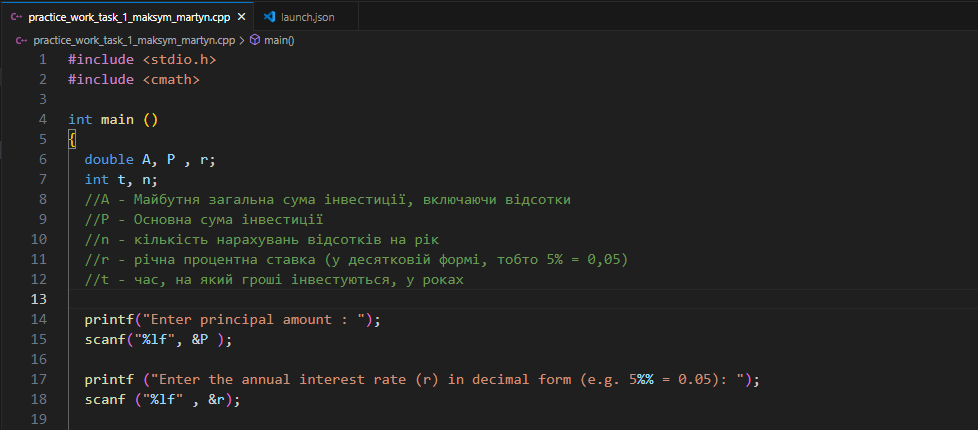 practice_work_task_1_maksym_martyn.cpp launch.json
practice_work_task_1_maksym_martyn.cpp > main()
1 #include <stdio.h>
2 #include <cmath>
3
4 int main ()
5 {
6 double A, P , r;
7 int t, n;
8 //A - Майбутня загальна сума інвестиції, включаючи відсотки
9 //P - Основна сума інвестиції
10 //n - кількість нарахувань відсотків на рік
11 //r - річна процентна ставка (у десятковій формі, тобто 5% = 0,05)
12 //t - час, на який гроші інвестуються, у роках
13
14 printf("Enter principal amount : ");
15 scanf("%lf", &P );
16
17 printf ("Enter the annual interest rate (r) in decimal form (e.g. 5%% = 0.05): ");
18 scanf ("%lf" , &r);
19